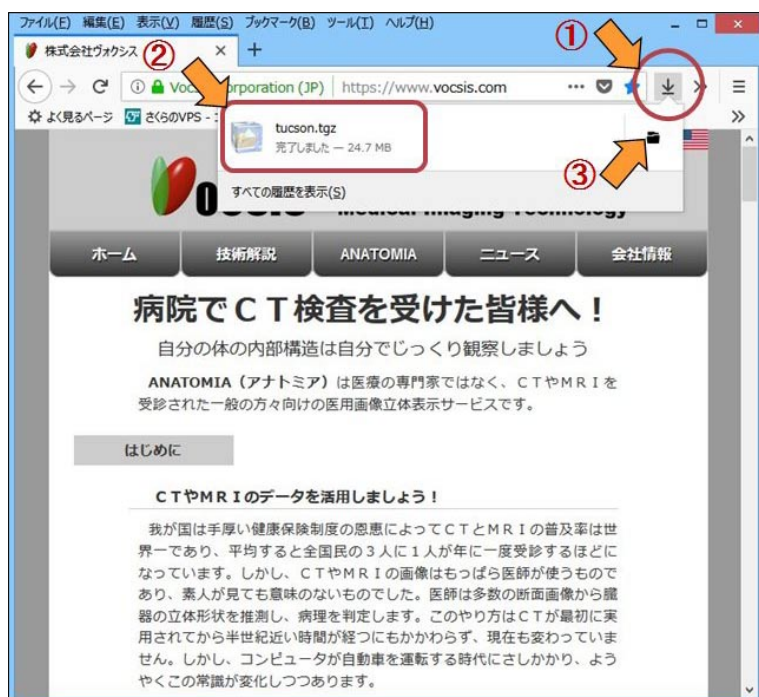 ファイル(F) 編集(E) 表示(V) 履歴(S) ブックマーク(B) ツール(T) ヘルプ(H)
①
株式会社ヴォクシス
②
https://www.vocsis.com
よく見るページ さくらのVPS -
tucson.tgz
完了しました — 24.7 MB
③
すべての履歴を表示(S)
ホーム 技術解説 ANATOMIA ニュース 会社情報
病院でＣＴ検査を受けた皆様へ！
自分の体の内部構造は自分でじっくり観察しましょう
ANATOMIA（アナトミア）は医療の専門家ではなく、ＣＴやＭＲＩを
受診された一般の方々向けの医用画像立体表示サービスです。
はじめに
ＣＴやＭＲＩのデータを活用しましょう！
我が国は手厚い健康保険制度の恩恵によってＣＴとＭＲＩの普及率は世
界一であり、平均すると全国民の３人に１人が年に一度受診するほどに
なっています。しかし、ＣＴやＭＲＩの画像はもっぱら医師が使うもので
あり、素人が見ても意味のないものでした。医師は多数の断面画像から臓
器の立体形状を推測し、病理を判定します。このやり方はＣＴが最初に実
用されてから半世紀近い時間が経つにもかかわらず、現在も変わっていま
せん。しかし、コンピュータが自動車を運転する時代にさしかかり、よう
やくこの常識が変化しつつあります。